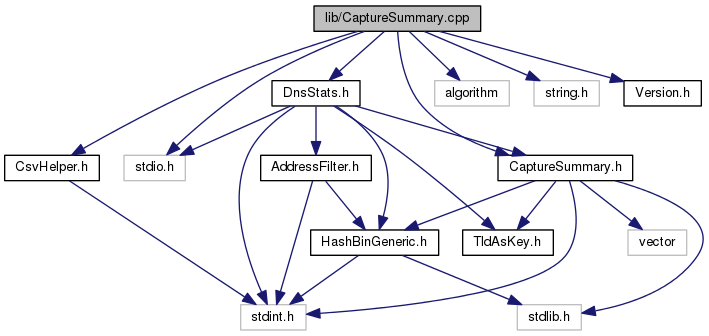 lib/CaptureSummary.cpp
DnsStats.h
algorithm
string.h
Version.h
CsvHelper.h
stdio.h
AddressFilter.h
CaptureSummary.h
HashBinGeneric.h
TldAsKey.h
vector
stdint.h
stdlib.h